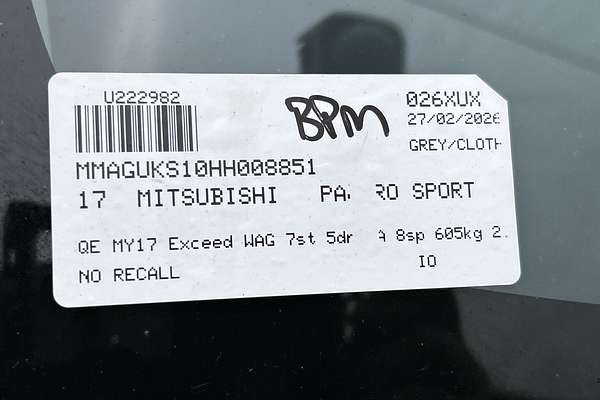 U222982
BPM
026XUX
27/02/2026
GREY/CLOTH
MMAGUKS10HH008851
17 MITSUBISHI PA RO SPORT
QE MY17 Exceed WAG 7st 5dr A 8sp 605kg 2.
NO RECALL
IO